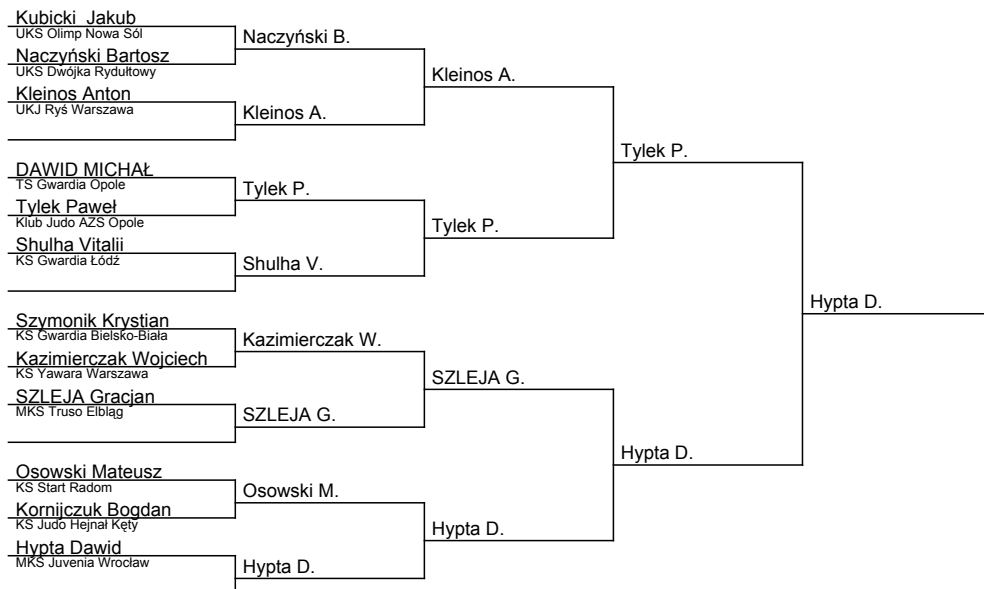 Kubicki  Jakub
UKS Olimp Nowa Sól
Naczyński Bartosz
UKS Dwójka Rydułtowy
Kleinos Anton
UKJ Ryś Warszawa
DAWID MICHAŁ
TS Gwardia Opole
Tylek Paweł
Klub Judo AZS Opole
Shulha Vitalii
KS Gwardia Łódź
Szymonik Krystian
KS Gwardia Bielsko-Biała
Kazimierczak Wojciech
KS Yawara Warszawa
SZLEJA Gracjan
MKS Truso Elbląg
Osowski Mateusz
KS Start Radom
Kornijczuk Bogdan
KS Judo Hejnał Kęty
Hypta Dawid
MKS Juvenia Wrocław
Naczyński B.
Kleinos A.
Tylek P.
Shulha V.
Kazimierczak W.
SZLEJA G.
Osowski M.
Hypta D.
Kleinos A.
Tylek P.
SZLEJA G.
Hypta D.
Tylek P.
Hypta D.
Hypta D.